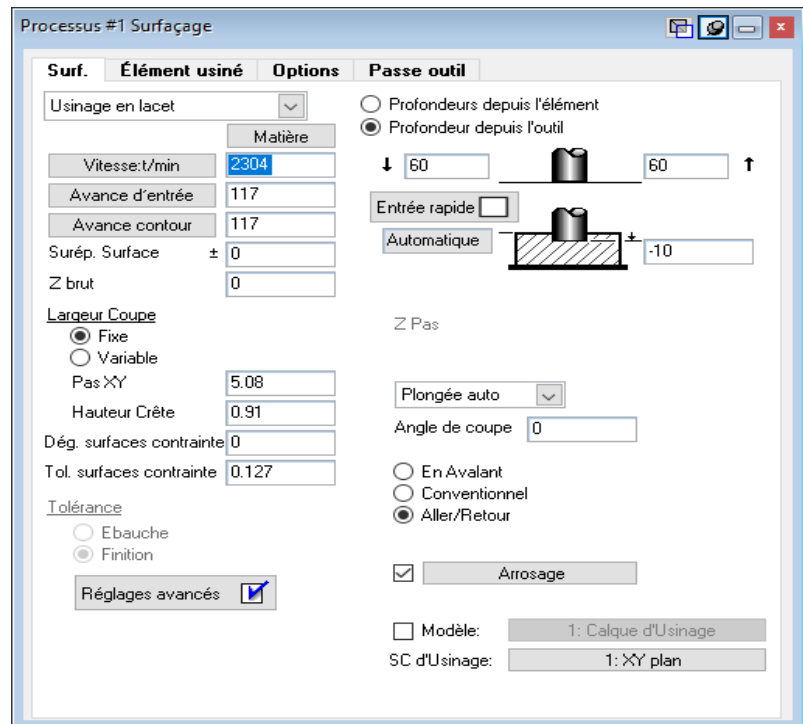 Processus #1 Surfaçage
Surf. Élément usiné Options Passe outil
Usinage en lacet
Matière
Vitesse:t/min 2304
Avance d'entrée 117
Avance contour 117
Surép. Surface ± 0
Z brut 0
Largeur Coupe
Fixe
Variable
Pas XY 5.08
Hauteur Crête 0.91
Dég. surfaces contrainte 0
Tol. surfaces contrainte 0.127
Tolérance
Ebauche
Finition
Réglages avancés
Profondeurs depuis l'élément
Profondeur depuis l'outil
60 60
Entrée rapide
Automatique
-10
Z Pas
Plongée auto
Angle de coupe 0
En Avalant
Conventionnel
Aller/Retour
Arrosage
Modèle: 1: Calque d'Usinage
SC d'Usinage: 1: XY plan